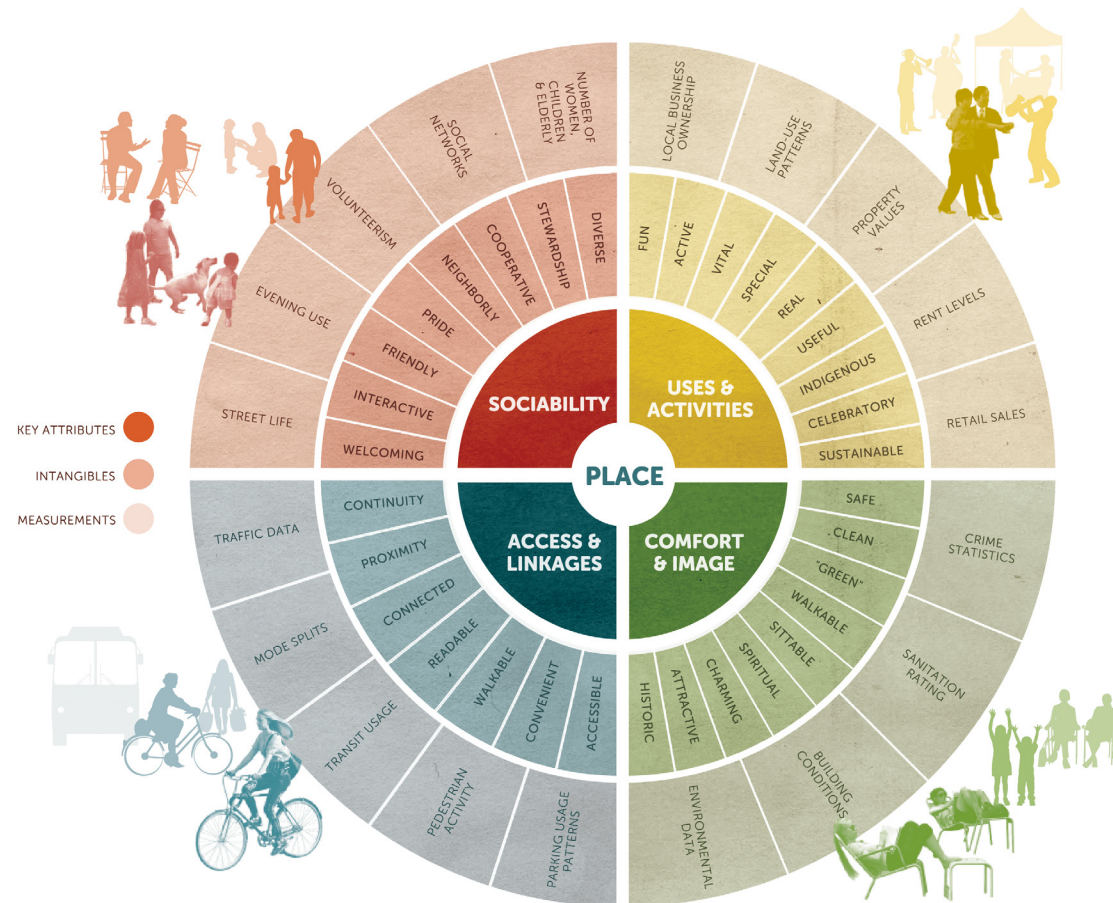 NUMBER OF
WOMEN,
CHILDREN
& ELDERLY
SOCIAL
NETWORKS
VOLUNTEERISM
EVENING USE
STREET LIFE
DIVERSE
STEWARDSHIP
COOPERATIVE
NEIGHBORLY
PRIDE
FRIENDLY
INTERACTIVE
WELCOMING
SOCIABILITY
LOCAL BUSINESS
OWNERSHIP
LAND-USE
PATTERNS
PROPERTY
VALUES
RENT LEVELS
RETAIL SALES
FUN
ACTIVE
VITAL
SPECIAL
REAL
USEFUL
INDIGENOUS
CELEBRATORY
SUSTAINABLE
USES &
ACTIVITIES
PLACE
KEY ATTRIBUTES
INTANGIBLES
MEASUREMENTS
ACCESS &
LINKAGES
CONTINUITY
PROXIMITY
CONNECTED
READABLE
WALKABLE
CONVENIENT
ACCESSIBLE
TRAFFIC DATA
MODE SPLITS
TRANSIT USAGE
PEDESTRIAN
ACTIVITY
PARKING USAGE
PATTERNS
COMFORT
& IMAGE
SAFE
CLEAN
"GREEN"
WALKABLE
SITTABLE
SPIRITUAL
CHARMING
ATTRACTIVE
HISTORIC
CRIME
STATISTICS
SANITATION
RATING
BUILDING
CONDITIONS
ENVIRONMENTAL
DATA